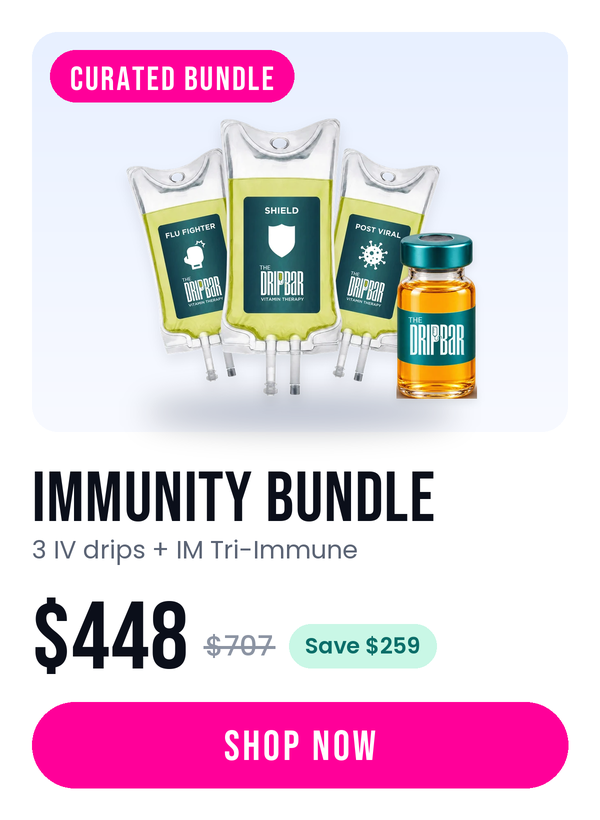 CURATED BUNDLE
FLU FIGHTER
THE
DRIPBAR
VITAMIN THERAPY
SHIELD
THE
DRIPBAR
VITAMIN THERAPY
POST VIRAL
THE
DRIPBAR
VITAMIN THERAPY
THE
DRIPBAR
IMMUNITY BUNDLE
3 IV drips + IM Tri-Immune
$448 $707 Save $259
SHOP NOW